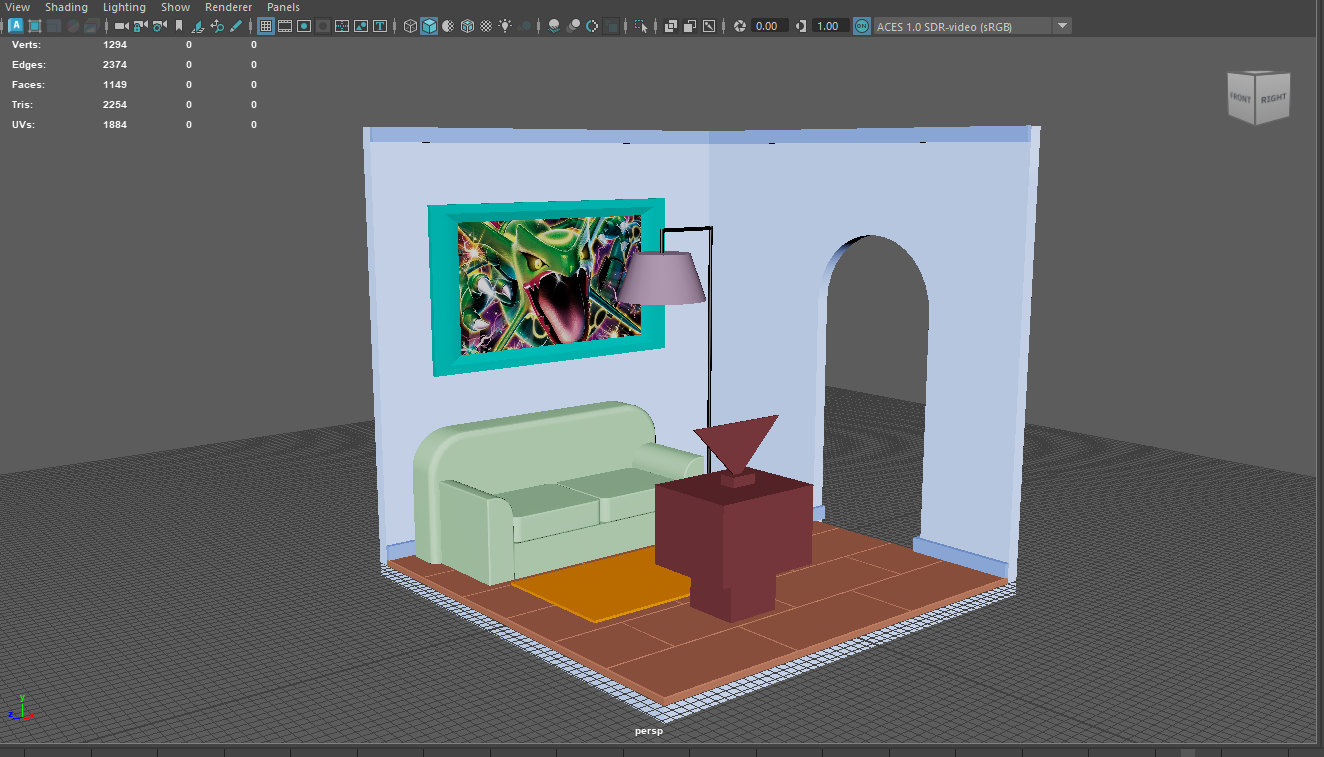 View Shading Lighting Show Renderer Panels
A 0.00 1.00 ON ACES 1.0 SDR-video (sRGB)
Verts: 1294 0 0
Edges: 2374 0 0
Faces: 1149 0 0
Tris: 2254 0 0
UVs: 1884 0 0
FRONT RIGHT
y
z x
persp